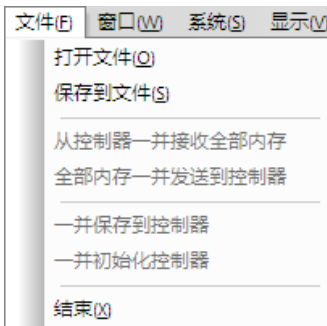 文件(F) 窗口(W) 系统(S) 显示(V
打开文件(O)
保存到文件(S)
从控制器一并接收全部内存
全部内存一并发送到控制器
一并保存到控制器
一并初始化控制器
结束(X)